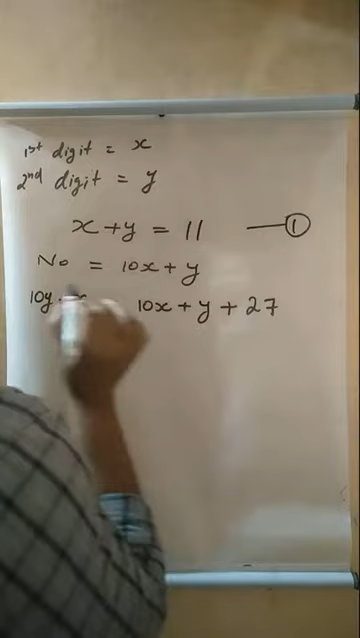 1st digit = x
2nd digit = y
x + y = 11 — 1
No = 10x + y
10y x 10x + y + 27